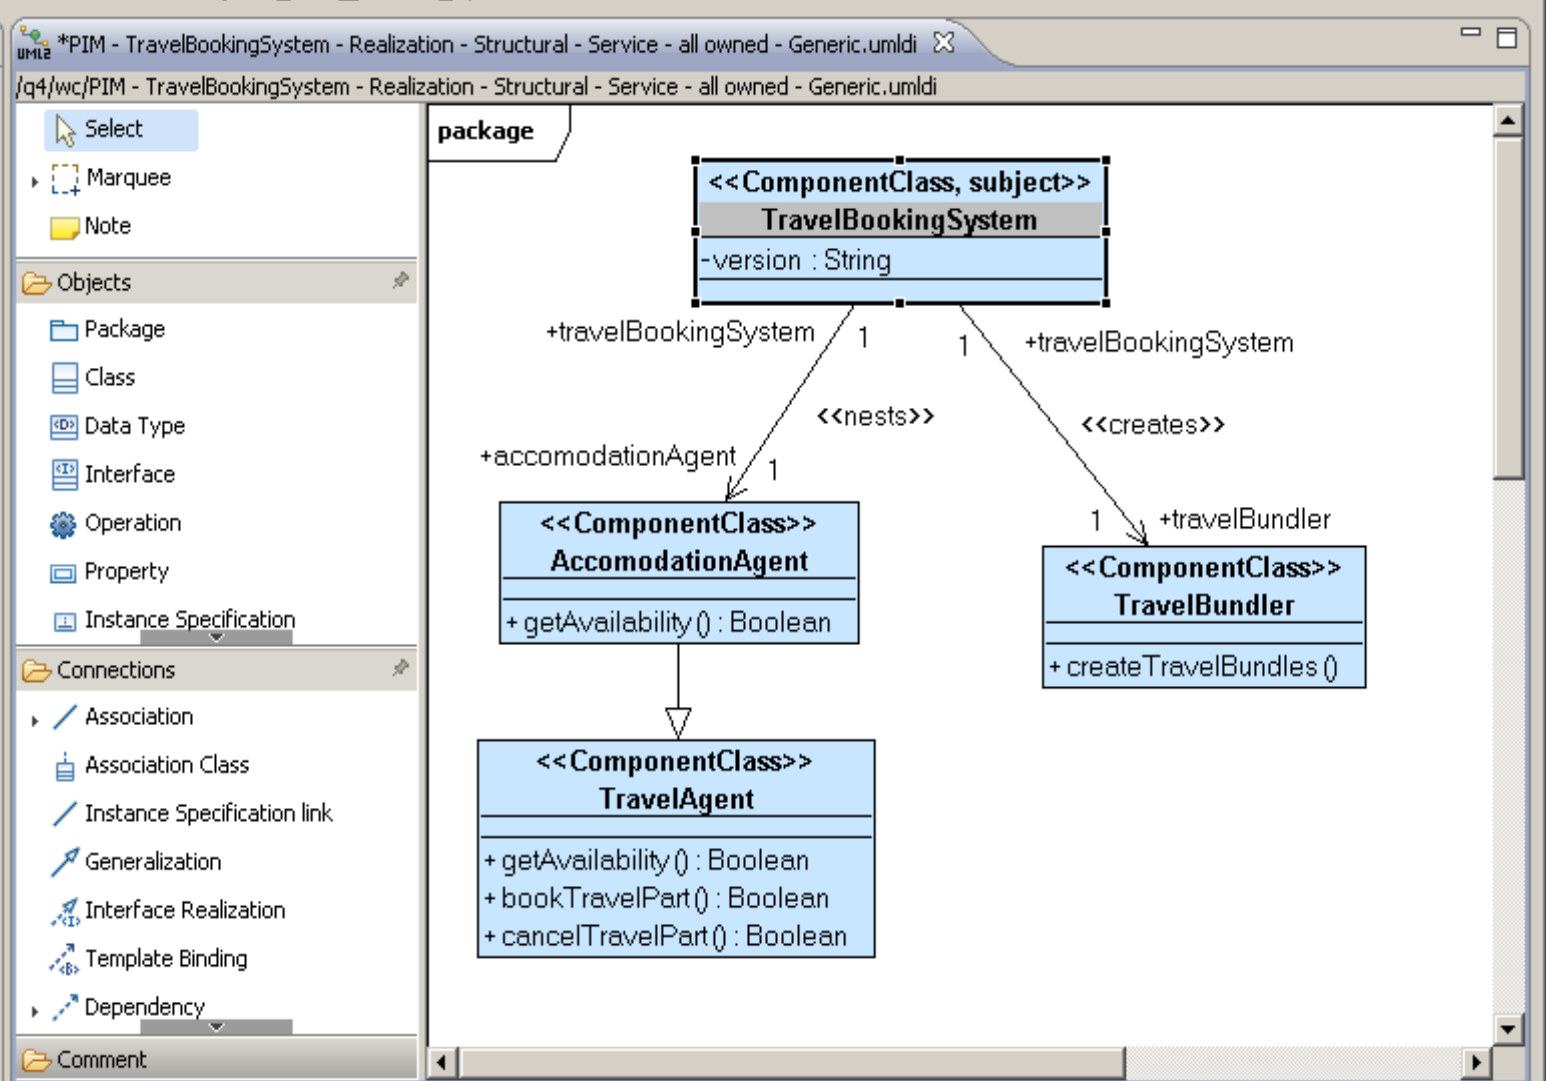 *PIM - TravelBookingSystem - Realization - Structural - Service - all owned - Generic.umldi
/q4/wc/PIM - TravelBookingSystem - Realization - Structural - Service - all owned - Generic.umldi
Select
Marquee
Note
Objects
Package
Class
Data Type
Interface
Operation
Property
Instance Specification
Connections
Association
Association Class
Instance Specification link
Generalization
Interface Realization
Template Binding
Dependency
Comment
package
<<ComponentClass, subject>>
TravelBookingSystem
-version : String
+travelBookingSystem
1
1
+travelBookingSystem
<<nests>>
<<creates>>
+accomodationAgent
1
1
+travelBundler
<<ComponentClass>>
AccomodationAgent
+ getAvailability() : Boolean
<<ComponentClass>>
TravelBundler
+ createTravelBundles()
<<ComponentClass>>
TravelAgent
+ getAvailability() : Boolean
+ bookTravelPart() : Boolean
+ cancelTravelPart() : Boolean